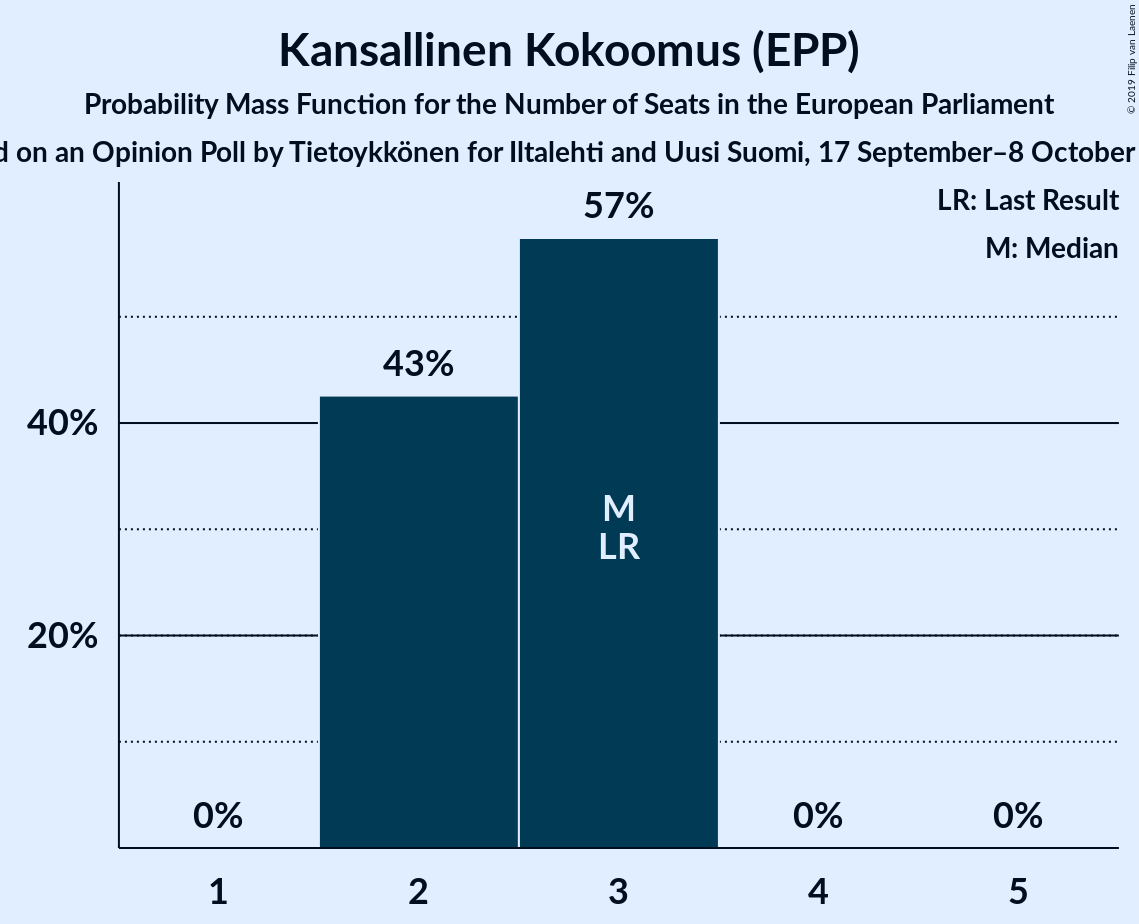 Kansallinen Kokoomus (EPP)
Probability Mass Function for the Number of Seats in the European Parliament
on an Opinion Poll by Tietoykkönen for Iltalehti and Uusi Suomi, 17 September–8 October
© 2019 Filip van Laenen
LR: Last Result
M: Median
57%
43%
40%
M
LR
20%
0%
0%
0%
1
2
3
4
5